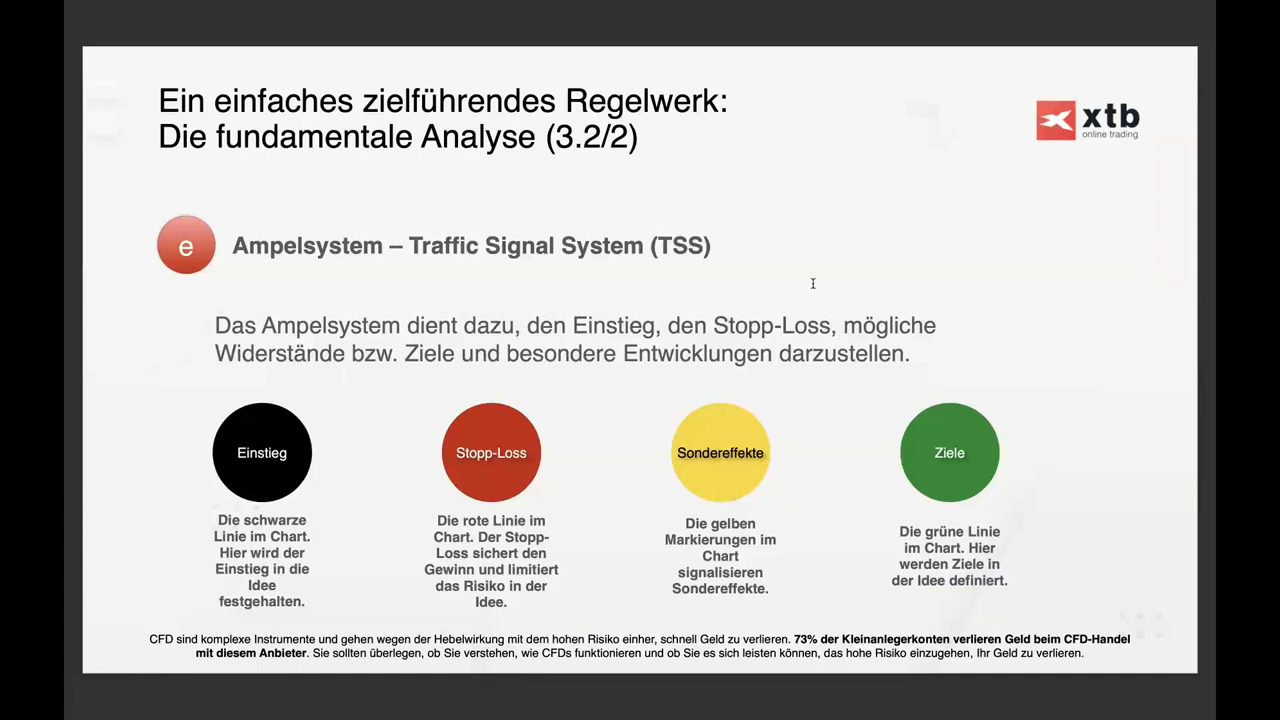 Ein einfaches zielführendes Regelwerk:
Die fundamentale Analyse (3.2/2)
xtb
online trading
e
Ampelsystem – Traffic Signal System (TSS)
Das Ampelsystem dient dazu, den Einstieg, den Stopp-Loss, mögliche
Widerstände bzw. Ziele und besondere Entwicklungen darzustellen.
Einstieg
Die schwarze
Linie im Chart.
Hier wird der
Einstieg in die
Idee
festgehalten.
Stopp-Loss
Die rote Linie im
Chart. Der Stopp-
Loss sichert den
Gewinn und limitiert
das Risiko in der
Idee.
Sondereffekte
Die gelben
Markierungen im
Chart
signalisieren
Sondereffekte.
Ziele
Die grüne Linie
im Chart. Hier
werden Ziele in
der Idee definiert.
CFD sind komplexe Instrumente und gehen wegen der Hebelwirkung mit dem hohen Risiko einher, schnell Geld zu verlieren. 73% der Kleinanlegerkonten verlieren Geld beim CFD-Handel
mit diesem Anbieter. Sie sollten überlegen, ob Sie verstehen, wie CFDs funktionieren und ob Sie es sich leisten können, das hohe Risiko einzugehen, Ihr Geld zu verlieren.